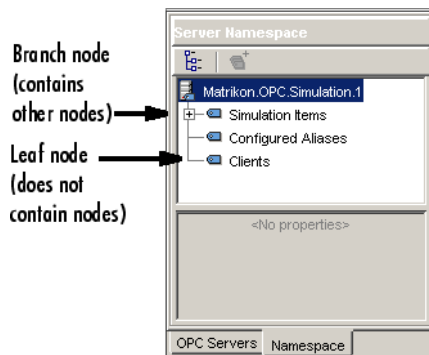 Branch node
(contains
other nodes)
Leaf node
(does not
contain nodes)
Server Namespace
Matrikon.OPC.Simulation.1
Simulation Items
Configured Aliases
Clients
<No properties>
OPC Servers
Namespace